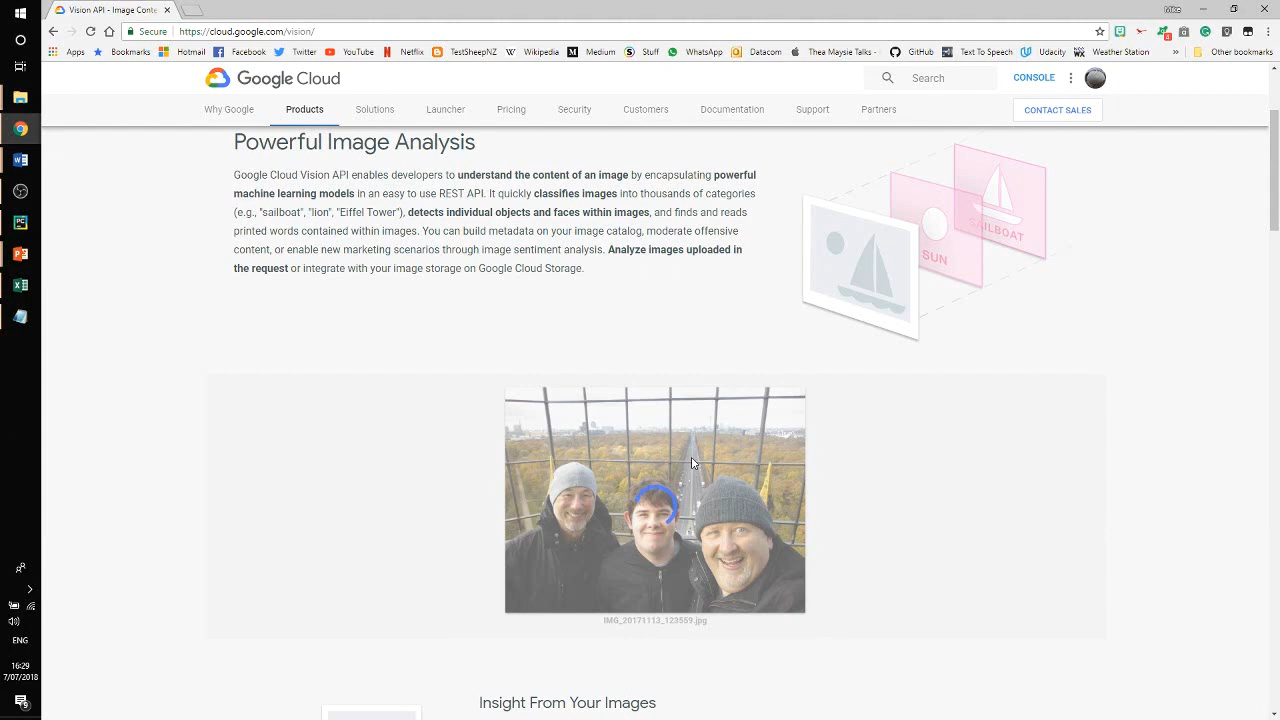 Vision API - Image Conte
Mike
Secure
https://cloud.google.com/vision/
Apps
Bookmarks
Hotmail
Facebook
Twitter
YouTube
Netflix
TestSheepNZ
Wikipedia
Medium
Stuff
WhatsApp
Datacom
Thea Maysie Talks -
GitHub
Text To Speech
Udacity
Weather Station
»
Other bookmarks
Google Cloud
Search
CONSOLE
Why Google
Products
Solutions
Launcher
Pricing
Security
Customers
Documentation
Support
Partners
CONTACT SALES
Powerful Image Analysis
Google Cloud Vision API enables developers to understand the content of an image by encapsulating powerful
machine learning models in an easy to use REST API. It quickly classifies images into thousands of categories
(e.g., "sailboat", "lion", "Eiffel Tower"), detects individual objects and faces within images, and finds and reads
printed words contained within images. You can build metadata on your image catalog, moderate offensive
content, or enable new marketing scenarios through image sentiment analysis. Analyze images uploaded in
the request or integrate with your image storage on Google Cloud Storage.
SUN
SAILBOAT
IMG_20171113_123559.jpg
Insight From Your Images
ENG
16:29
7/07/2018